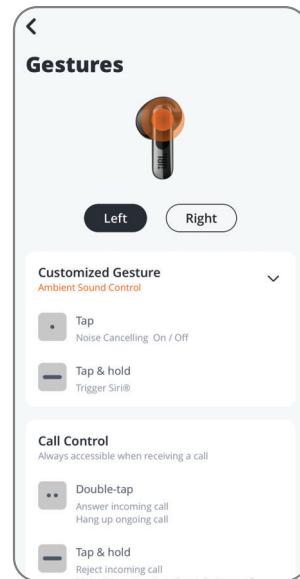 Gestures
JBL
Left
Right
Customized Gesture
Ambient Sound Control
Tap
Noise Cancelling On / Off
Tap & hold
Trigger Siri®
Call Control
Always accessible when receiving a call
Double-tap
Answer incoming call
Hang up ongoing call
Tap & hold
Reject incoming call